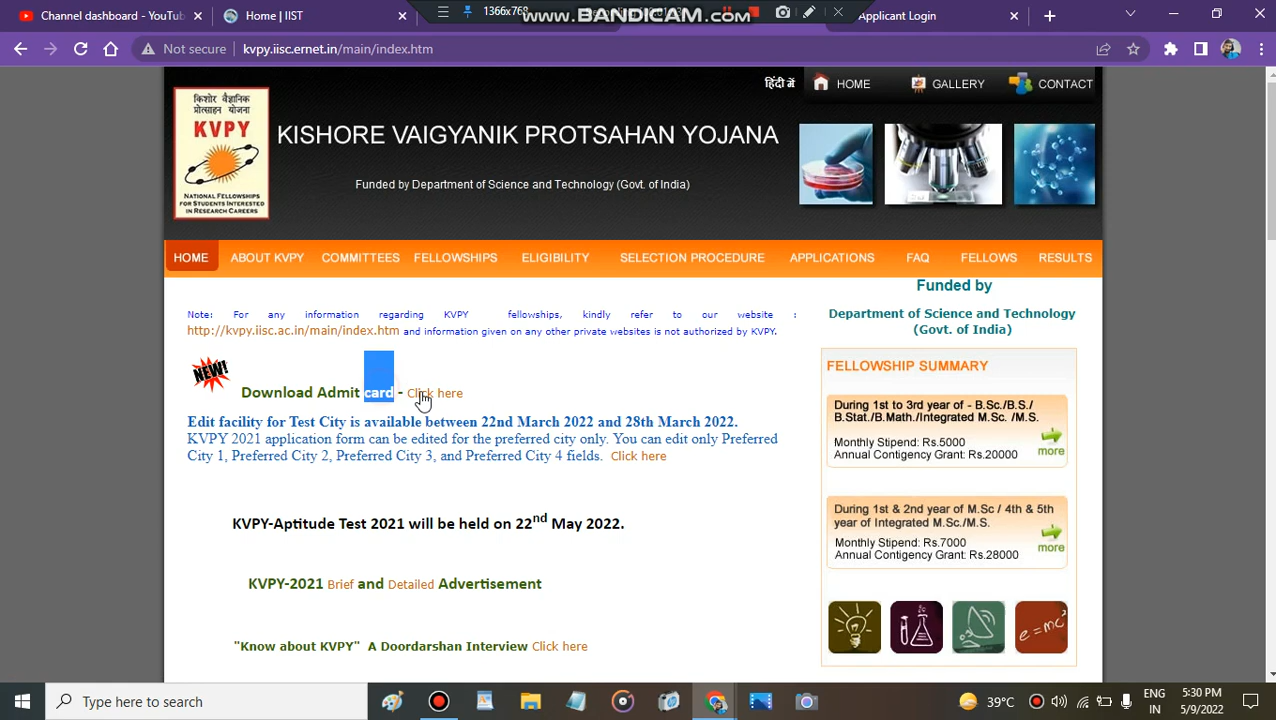 Channel dashboard - YouTub
Home | IIST
1366x768
www.BANDICAM.com
Applicant Login
Not secure
kvpy.iisc.ernet.in/main/index.htm
हिंदी में
HOME
GALLERY
CONTACT
किशोर वैज्ञानिक
प्रोत्साहन योजना
KVPY
NATIONAL FELLOWSHIPS
FOR STUDENTS INTERESTED
IN RESEARCH CAREERS
KISHORE VAIGYANIK PROTSAHAN YOJANA
Funded by Department of Science and Technology (Govt. of India)
HOME ABOUT KVPY COMMITTEES FELLOWSHIPS ELIGIBILITY SELECTION PROCEDURE APPLICATIONS FAQ FELLOWS RESULTS
Note: For any information regarding KVPY fellowships, kindly refer to our website :
http://kvpy.iisc.ac.in/main/index.htm and information given on any other private websites is not authorized by KVPY.
NEW!
Download Admit card - Click here
Edit facility for Test City is available between 22nd March 2022 and 28th March 2022.
KVPY 2021 application form can be edited for the preferred city only. You can edit only Preferred
City 1, Preferred City 2, Preferred City 3, and Preferred City 4 fields. Click here
KVPY-Aptitude Test 2021 will be held on 22nd May 2022.
KVPY-2021 Brief and Detailed Advertisement
"Know about KVPY" A Doordarshan Interview Click here
Funded by
Department of Science and Technology
(Govt. of India)
FELLOWSHIP SUMMARY
During 1st to 3rd year of - B.Sc./B.S./
B.Stat./B.Math./Integrated M.Sc. /M.S.
Monthly Stipend: Rs.5000
Annual Contigency Grant: Rs.20000
more
During 1st & 2nd year of M.Sc / 4th & 5th
year of Integrated M.Sc./M.S.
Monthly Stipend: Rs.7000
Annual Contigency Grant: Rs.28000
more
e=mc²
Type here to search
39°C
ENG
IN
5:30 PM
5/9/2022